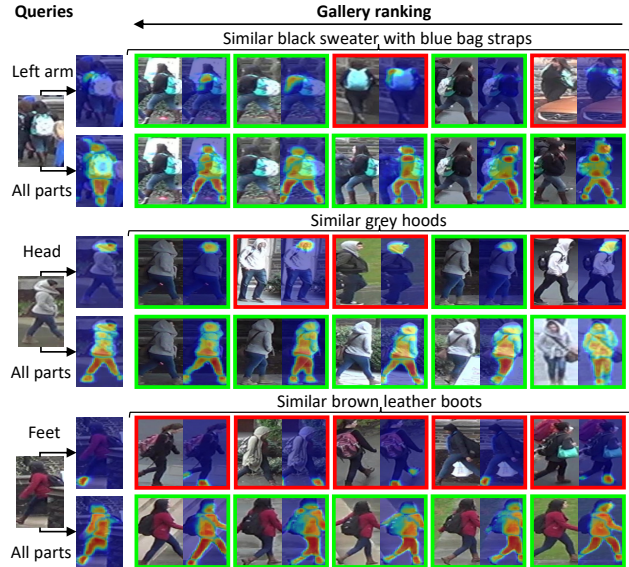 Queries
Gallery ranking
Similar black sweater with blue bag straps
Left arm
All parts
Similar grey hoods
Head
All parts
Similar brown leather boots
Feet
All parts